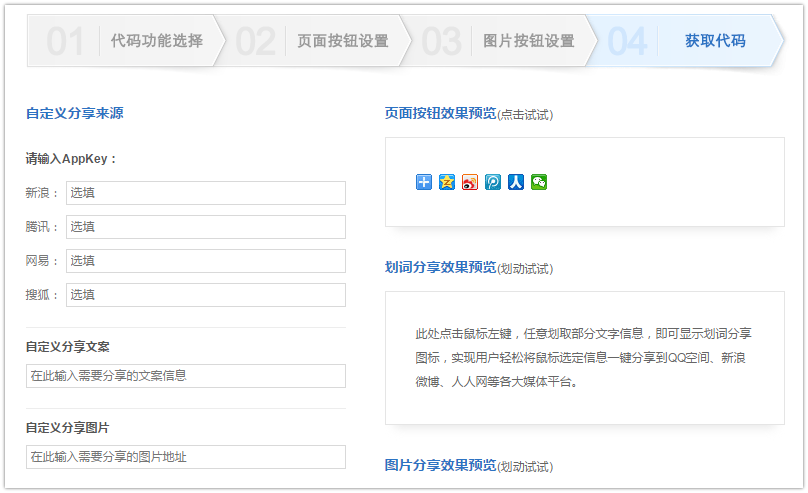 01 代码功能选择 02 页面按钮设置 03 图片按钮设置 04 获取代码
自定义分享来源
请输入AppKey：
新浪： 选填
腾讯： 选填
网易： 选填
搜狐： 选填
自定义分享文案
在此输入需要分享的文案信息
自定义分享图片
在此输入需要分享的图片地址
页面按钮效果预览(点击试试)
划词分享效果预览(划动试试)
此处点击鼠标左键，任意划取部分文字信息，即可显示划词分享
图标，实现用户轻松将鼠标选定信息一键分享到QQ空间、新浪
微博、人人网等各大媒体平台。
图片分享效果预览(划动试试)